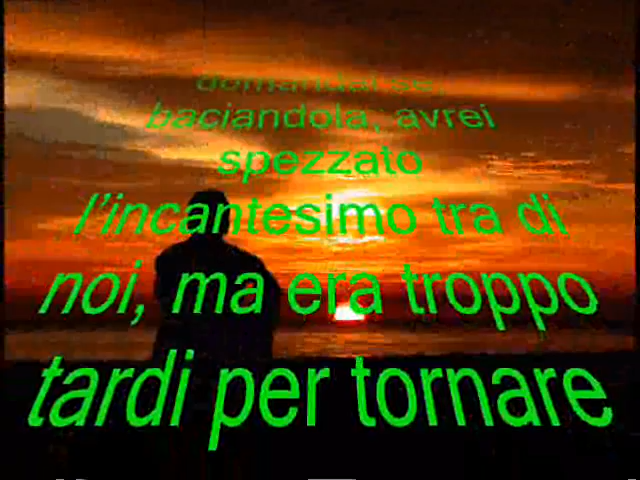 domandai se,
baciandola, avrei
spezzato
l'incantesimo tra di
noi, ma era troppo
tardi per tornare